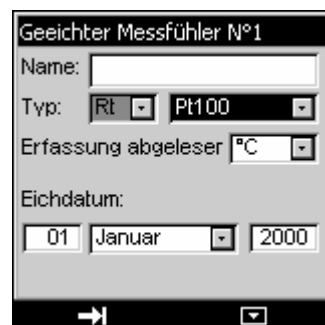 Geeichter Messfühler N°1
Name:
Typ: Rt Pt100
Erfassung abgeleser °C
Eichdatum:
01 Januar 2000